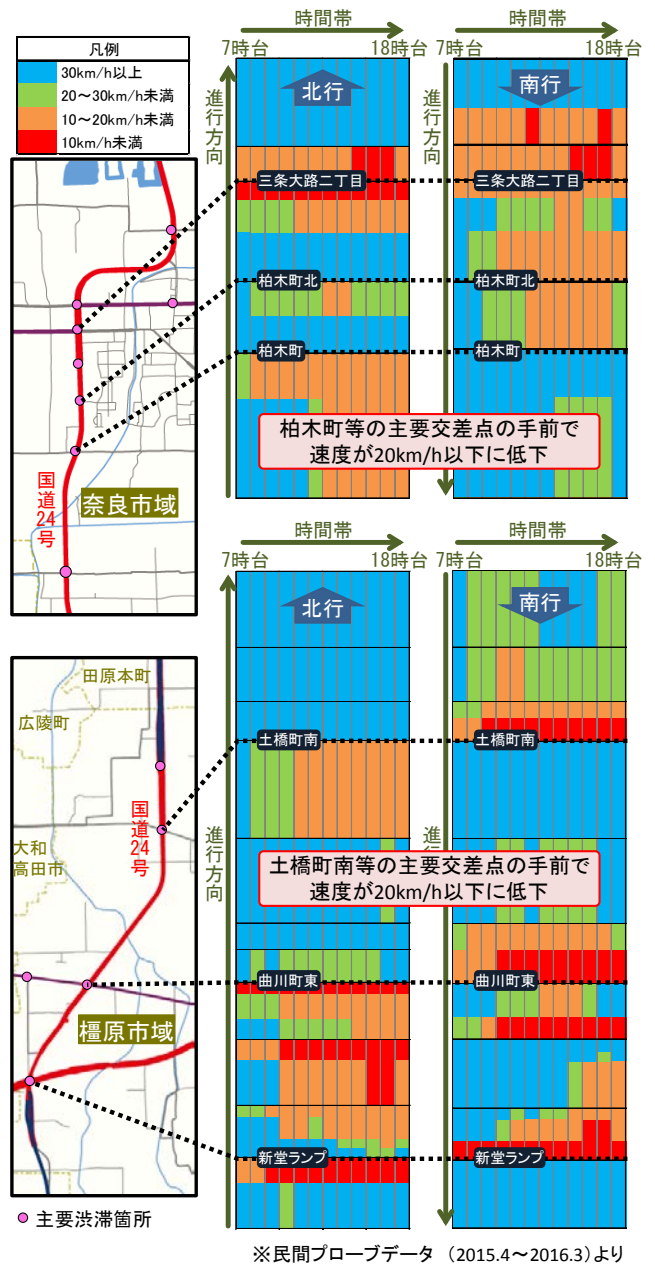 凡例
30km/h以上
20～30km/h未満
10～20km/h未満
10km/h未満
時間帯
7時台
18時台
進行方向
北行
時間帯
7時台
18時台
進行方向
南行
三条大路二丁目
三条大路二丁目
柏木町北
柏木町北
柏木町
柏木町
柏木町等の主要交差点の手前で
速度が20km/h以下に低下
国道24号
奈良市域
時間帯
7時台
18時台
進行方向
北行
時間帯
7時台
18時台
進行方
南行
田原本町
広陵町
大和
高田市
国道24号
土橋町南
土橋町南
土橋町南等の主要交差点の手前で
速度が20km/h以下に低下
曲川町東
曲川町東
橿原市域
新堂ランプ
新堂ランプ
主要渋滞箇所
※民間プローブデータ （2015.4～2016.3）より